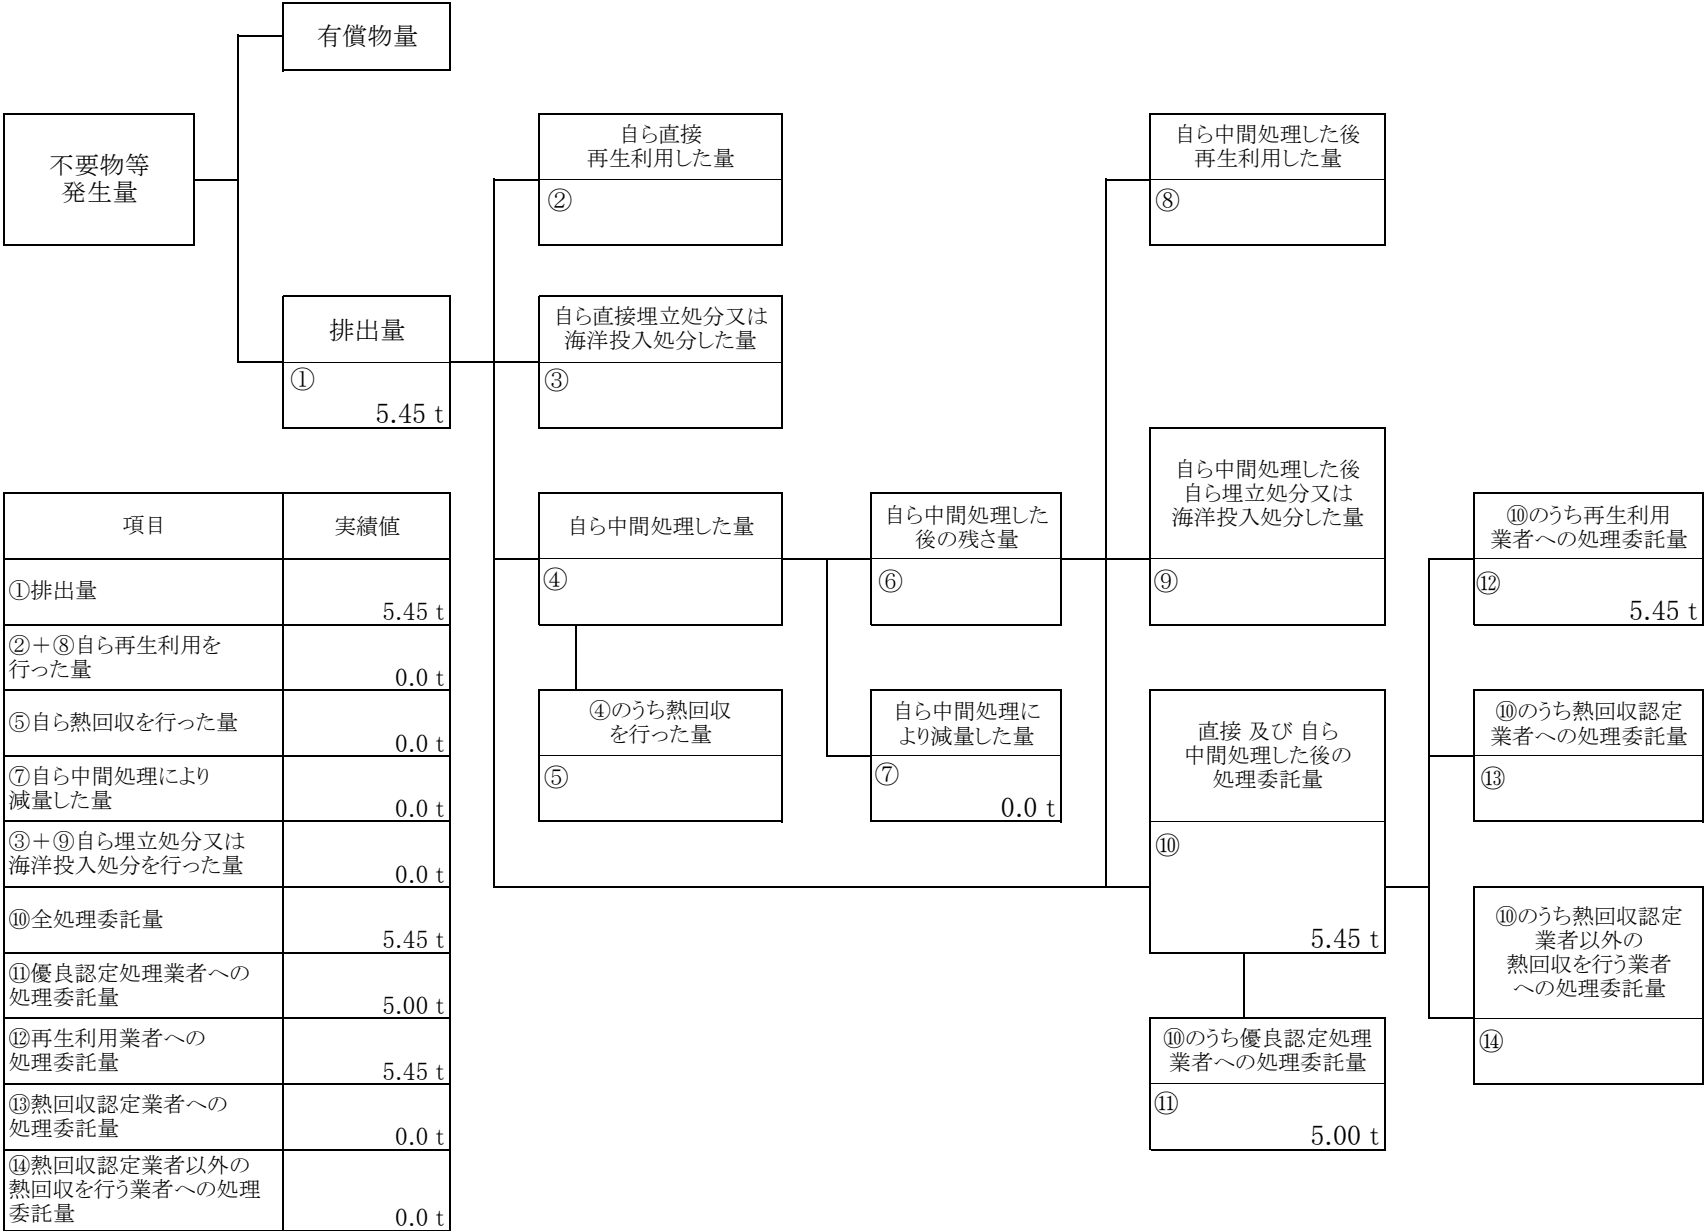 有償物量
不要物等
発生量
自ら直接
再生利用した量
②
自ら中間処理した後
再生利用した量
⑧
排出量
①
5.45 t
自ら直接埋立処分又は
海洋投入処分した量
③
自ら中間処理した量
④
自ら中間処理した
後の残さ量
⑥
自ら中間処理した後
自ら埋立処分又は
海洋投入処分した量
⑨
⑩のうち再生利用
業者への処理委託量
⑫
5.45 t
④のうち熱回収
を行った量
⑤
自ら中間処理に
より減量した量
⑦
0.0 t
直接 及び 自ら
中間処理した後の
処理委託量
⑩
5.45 t
⑩のうち熱回収認定
業者への処理委託量
⑬
⑩のうち熱回収認定
業者以外の
熱回収を行う業者
への処理委託量
⑭
⑩のうち優良認定処理
業者への処理委託量
⑪
5.00 t
項目 実績値
①排出量
5.45 t
②＋⑧自ら再生利用を
行った量
0.0 t
⑤自ら熱回収を行った量
0.0 t
⑦自ら中間処理により
減量した量
0.0 t
③＋⑨自ら埋立処分又は
海洋投入処分を行った量
0.0 t
⑩全処理委託量
5.45 t
⑪優良認定処理業者への
処理委託量
5.00 t
⑫再生利用業者への
処理委託量
5.45 t
⑬熱回収認定業者への
処理委託量
0.0 t
⑭熱回収認定業者以外の
熱回収を行う業者への処理
委託量
0.0 t